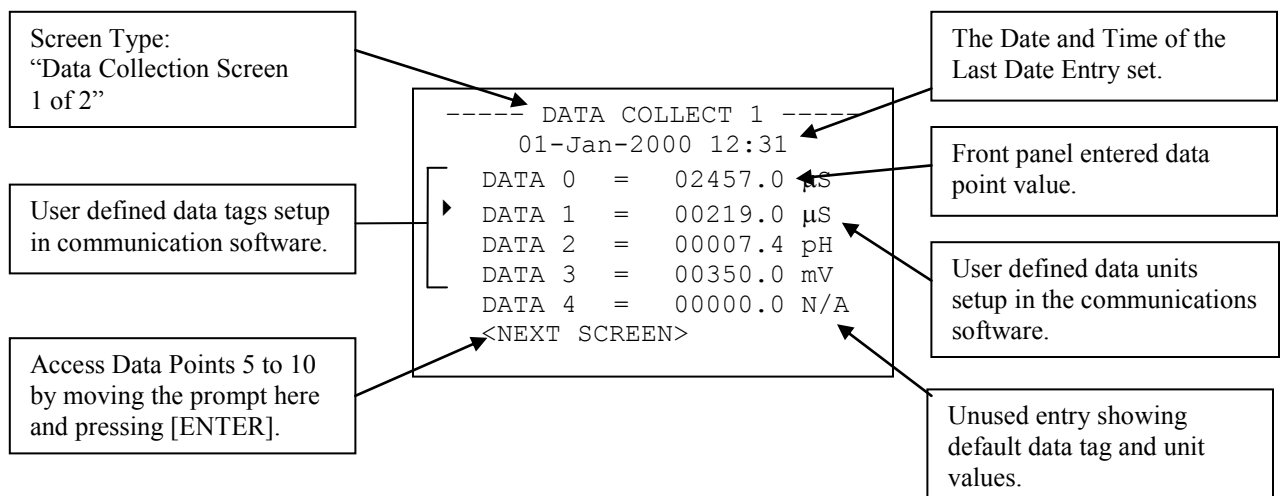 Screen Type:
“Data Collection Screen
1 of 2”
The Date and Time of the
Last Date Entry set.
----- DATA COLLECT 1 -----
01-Jan-2000 12:31
DATA 0 = 02457.0 μS
DATA 1 = 00219.0 μS
DATA 2 = 00007.4 pH
DATA 3 = 00350.0 mV
DATA 4 = 00000.0 N/A
<NEXT SCREEN>
Front panel entered data
point value.
User defined data tags setup
in communication software.
User defined data units
setup in the communications
software.
Access Data Points 5 to 10
by moving the prompt here
and pressing [ENTER].
Unused entry showing
default data tag and unit
values.